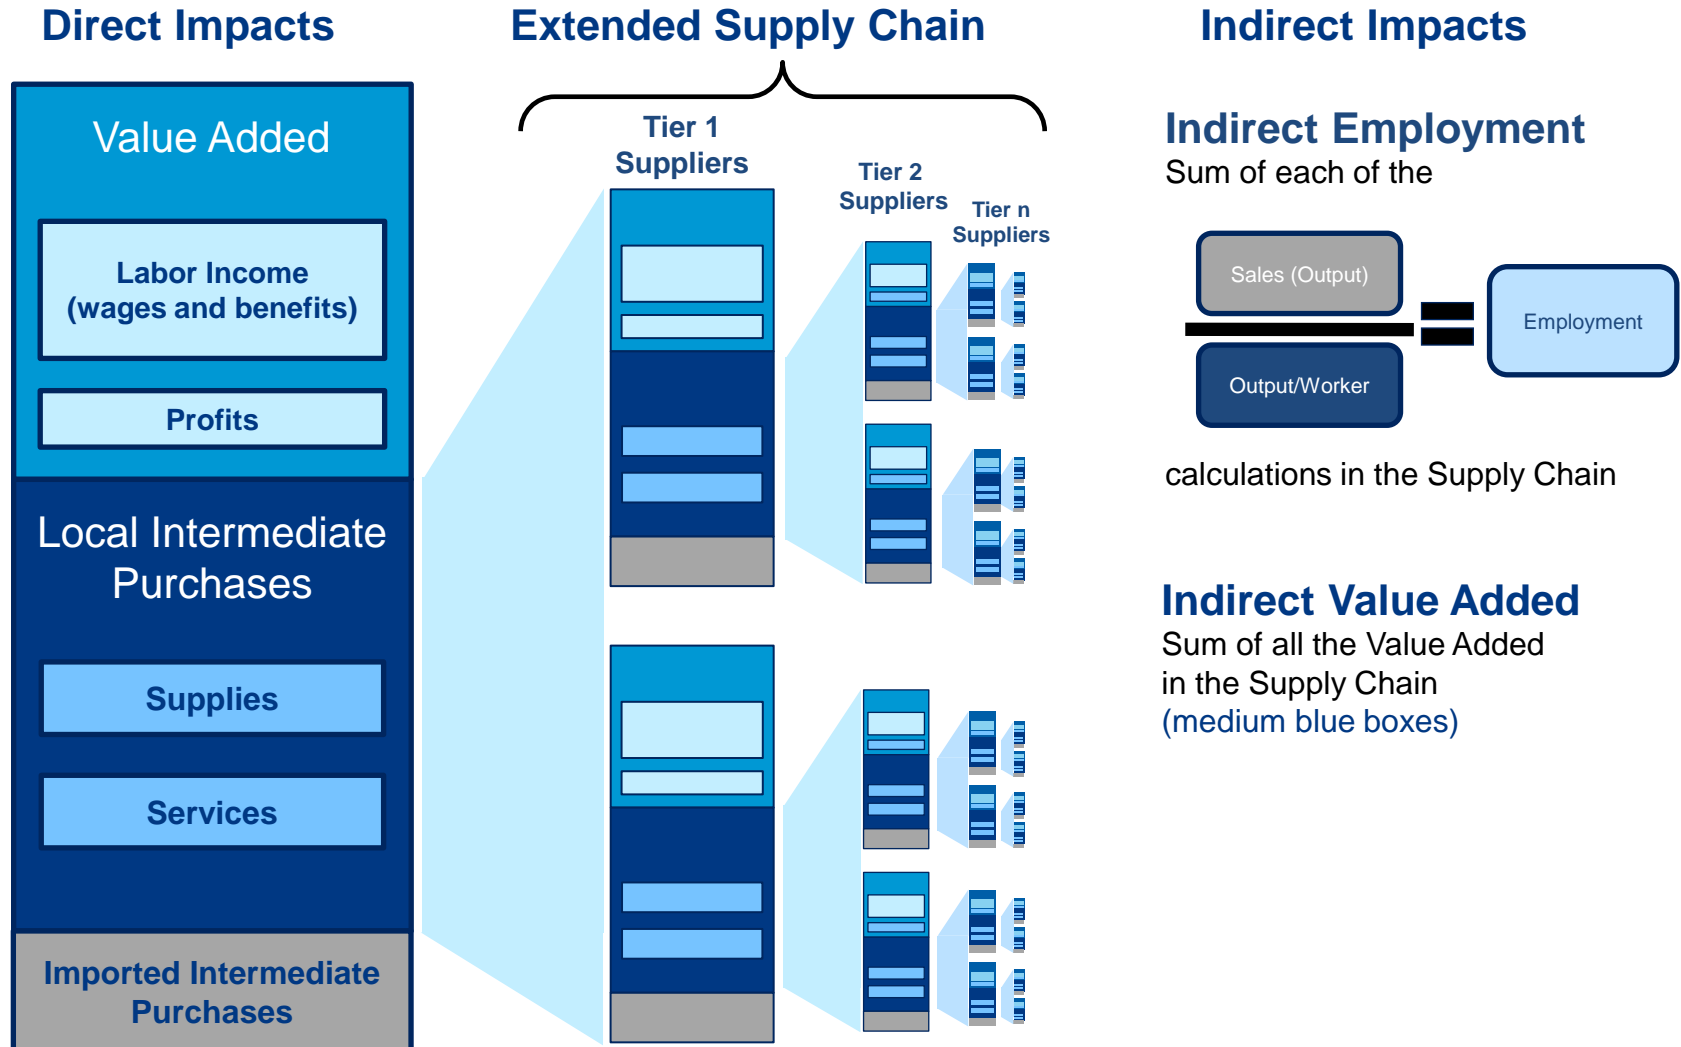 Direct Impacts
Extended Supply Chain
Indirect Impacts
Value Added
Labor Income
(wages and benefits)
Profits
Local Intermediate
Purchases
Supplies
Services
Imported Intermediate
Purchases
Tier 1
Suppliers
Tier 2
Suppliers
Tier n
Suppliers
Indirect Employment
Sum of each of the
Sales (Output)
Output/Worker
Employment
calculations in the Supply Chain
Indirect Value Added
Sum of all the Value Added
in the Supply Chain
(medium blue boxes)